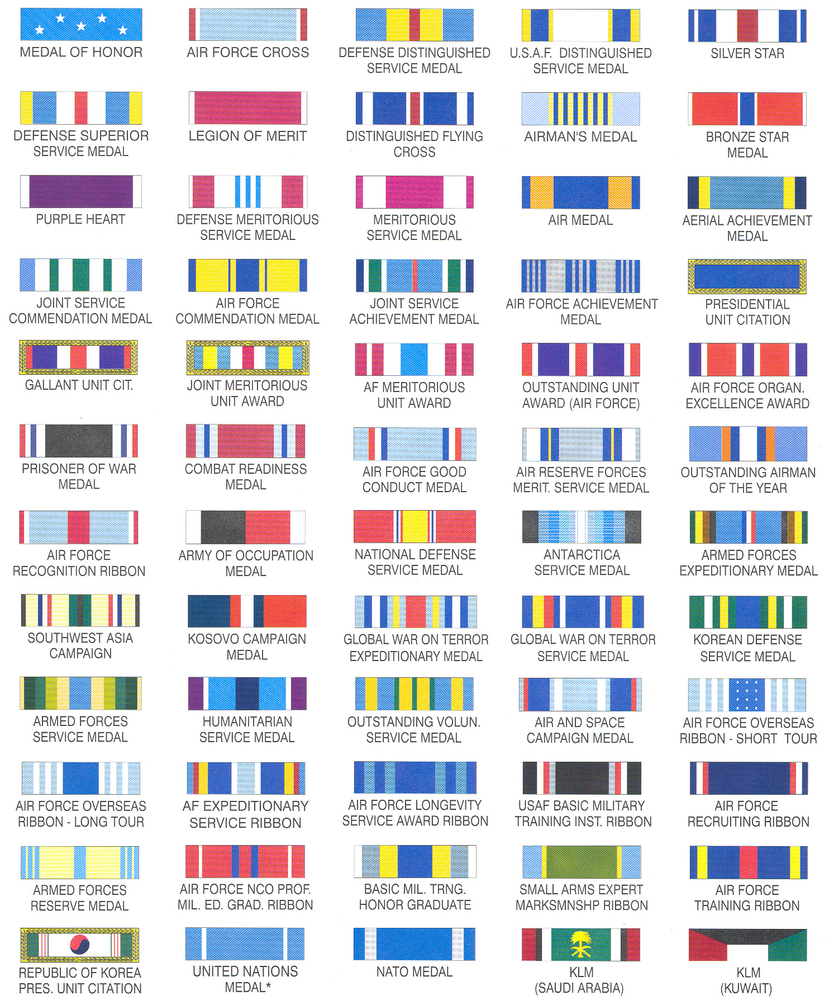 MEDAL OF HONOR
AIR FORCE CROSS
DEFENSE DISTINGUISHED
SERVICE MEDAL
U.S.A.F. DISTINGUISHED
SERVICE MEDAL
SILVER STAR
DEFENSE SUPERIOR
SERVICE MEDAL
LEGION OF MERIT
DISTINGUISHED FLYING
CROSS
AIRMAN'S MEDAL
BRONZE STAR
MEDAL
PURPLE HEART
DEFENSE MERITORIOUS
SERVICE MEDAL
MERITORIOUS
SERVICE MEDAL
AIR MEDAL
AERIAL ACHIEVEMENT
MEDAL
JOINT SERVICE
COMMENDATION MEDAL
AIR FORCE
COMMENDATION MEDAL
JOINT SERVICE
ACHIEVEMENT MEDAL
AIR FORCE ACHIEVEMENT
MEDAL
PRESIDENTIAL
UNIT CITATION
GALLANT UNIT CIT.
JOINT MERITORIOUS
UNIT AWARD
AF MERITORIOUS
UNIT AWARD
OUTSTANDING UNIT
AWARD (AIR FORCE)
AIR FORCE ORGAN.
EXCELLENCE AWARD
PRISONER OF WAR
MEDAL
COMBAT READINESS
MEDAL
AIR FORCE GOOD
CONDUCT MEDAL
AIR RESERVE FORCES
MERIT. SERVICE MEDAL
OUTSTANDING AIRMAN
OF THE YEAR
AIR FORCE
RECOGNITION RIBBON
ARMY OF OCCUPATION
MEDAL
NATIONAL DEFENSE
SERVICE MEDAL
ANTARCTICA
SERVICE MEDAL
ARMED FORCES
EXPEDITIONARY MEDAL
SOUTHWEST ASIA
CAMPAIGN
KOSOVO CAMPAIGN
MEDAL
GLOBAL WAR ON TERROR
EXPEDITIONARY MEDAL
GLOBAL WAR ON TERROR
SERVICE MEDAL
KOREAN DEFENSE
SERVICE MEDAL
ARMED FORCES
SERVICE MEDAL
HUMANITARIAN
SERVICE MEDAL
OUTSTANDING VOLUN.
SERVICE MEDAL
AIR AND SPACE
CAMPAIGN MEDAL
AIR FORCE OVERSEAS
RIBBON - SHORT TOUR
AIR FORCE OVERSEAS
RIBBON - LONG TOUR
AF EXPEDITIONARY
SERVICE RIBBON
AIR FORCE LONGEVITY
SERVICE AWARD RIBBON
USAF BASIC MILITARY
TRAINING INST. RIBBON
AIR FORCE
RECRUITING RIBBON
ARMED FORCES
RESERVE MEDAL
AIR FORCE NCO PROF.
MIL. ED. GRAD. RIBBON
BASIC MIL. TRNG.
HONOR GRADUATE
SMALL ARMS EXPERT
MARKSMNSHP RIBBON
AIR FORCE
TRAINING RIBBON
REPUBLIC OF KOREA
PRES. UNIT CITATION
UNITED NATIONS
MEDAL*
NATO MEDAL
KLM
(SAUDI ARABIA)
KLM
(KUWAIT)